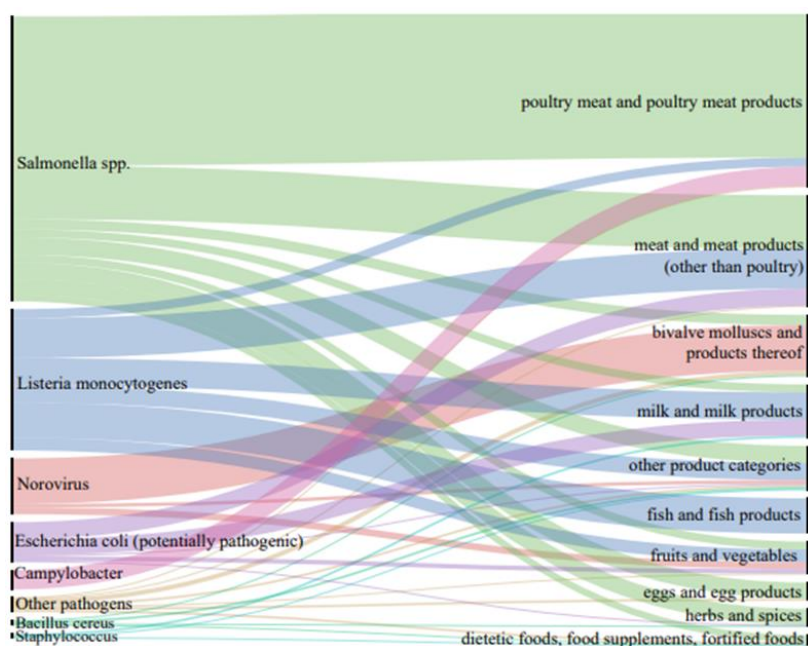 Salmonella spp.
Listeria monocytogenes
Norovirus
Escherichia coli (potentially pathogenic)
Campylobacter
Other pathogens
Bacillus cereus
Staphylococcus
poultry meat and poultry meat products
meat and meat products
(other than poultry)
bivalve molluscs and
products thereof
milk and milk products
other product categories
fish and fish products
fruits and vegetables
eggs and egg products
herbs and spices
dietetic foods, food supplements, fortified foods